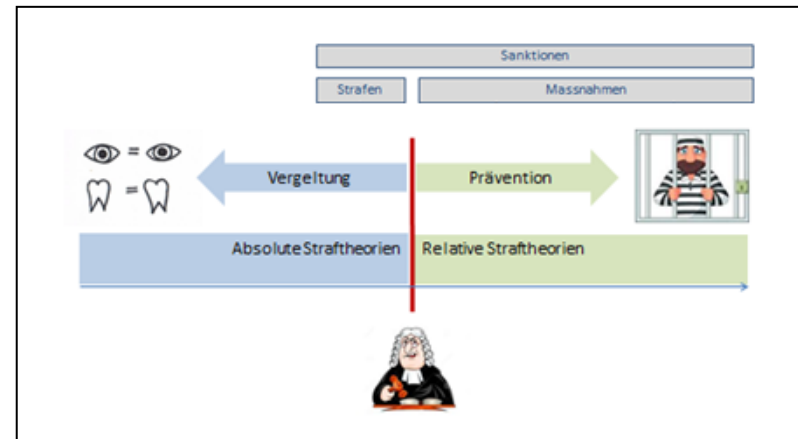 Sanktionen
Strafen
Massnahmen
=
=
Vergeltung
Prävention
Absolute Straftheorien
Relative Straftheorien